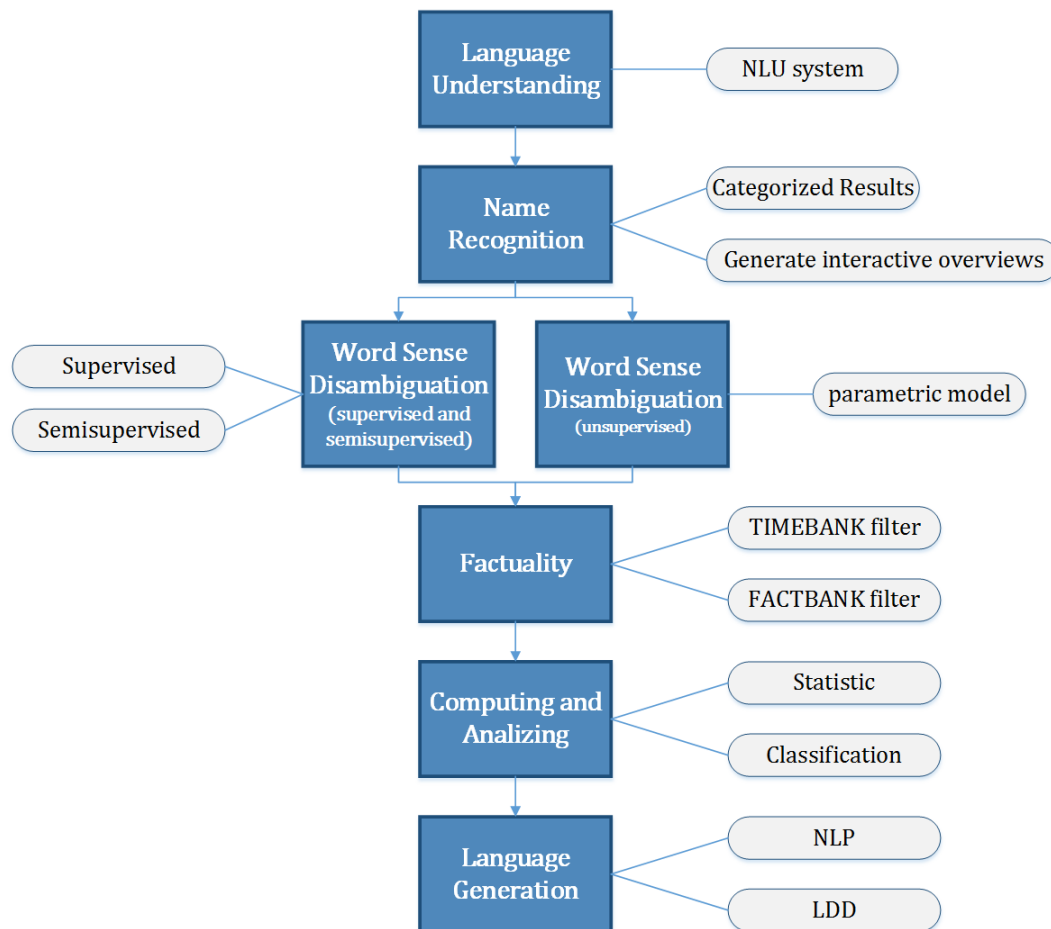 Language
Understanding
NLU system
Name
Recognition
Categorized Results
Generate interactive overviews
Supervised
Semisupervised
Word Sense
Disambiguation
(supervised and
semisupervised)
Word Sense
Disambiguation
(unsupervised)
parametric model
Factuality
TIMEBANK filter
FACTBANK filter
Computing and
Analizing
Statistic
Classification
Language
Generation
NLP
LDD